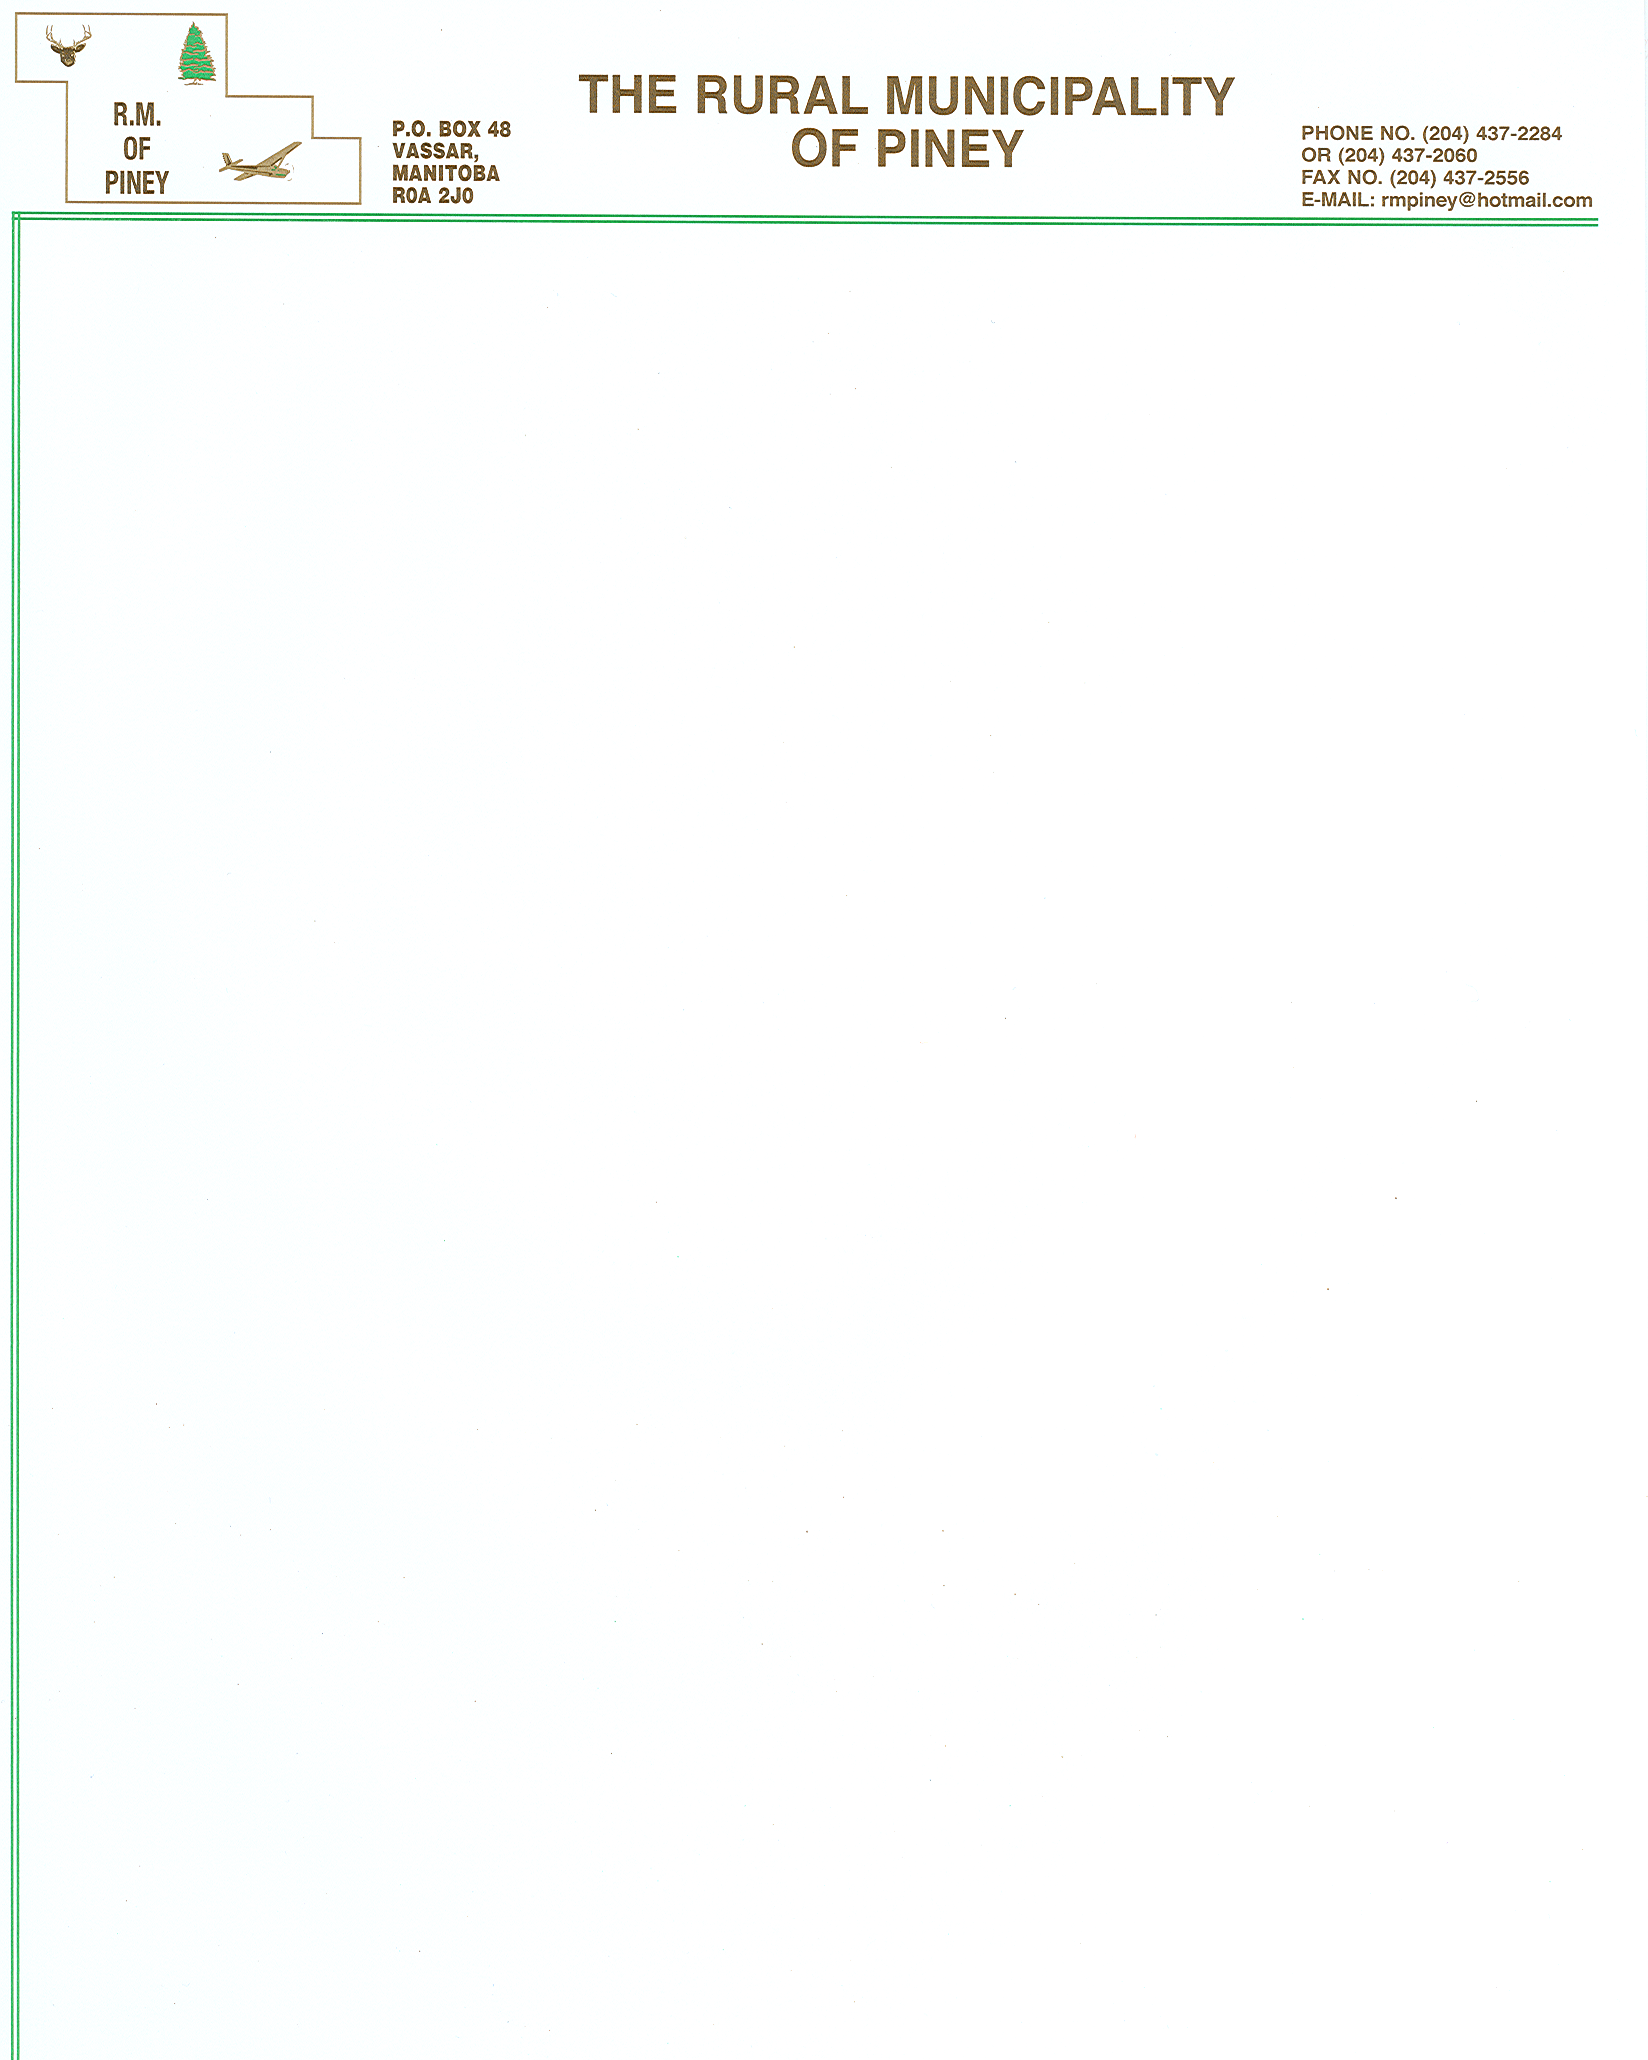 R.M.
OF
PINEY
P.O. BOX 48
VASSAR,
MANITOBA
R0A 2J0
THE RURAL MUNICIPALITY
OF PINEY
PHONE NO. (204) 437-2284
OR (204) 437-2060
FAX NO. (204) 437-2556
E-MAIL: rmpiney@hotmail.com